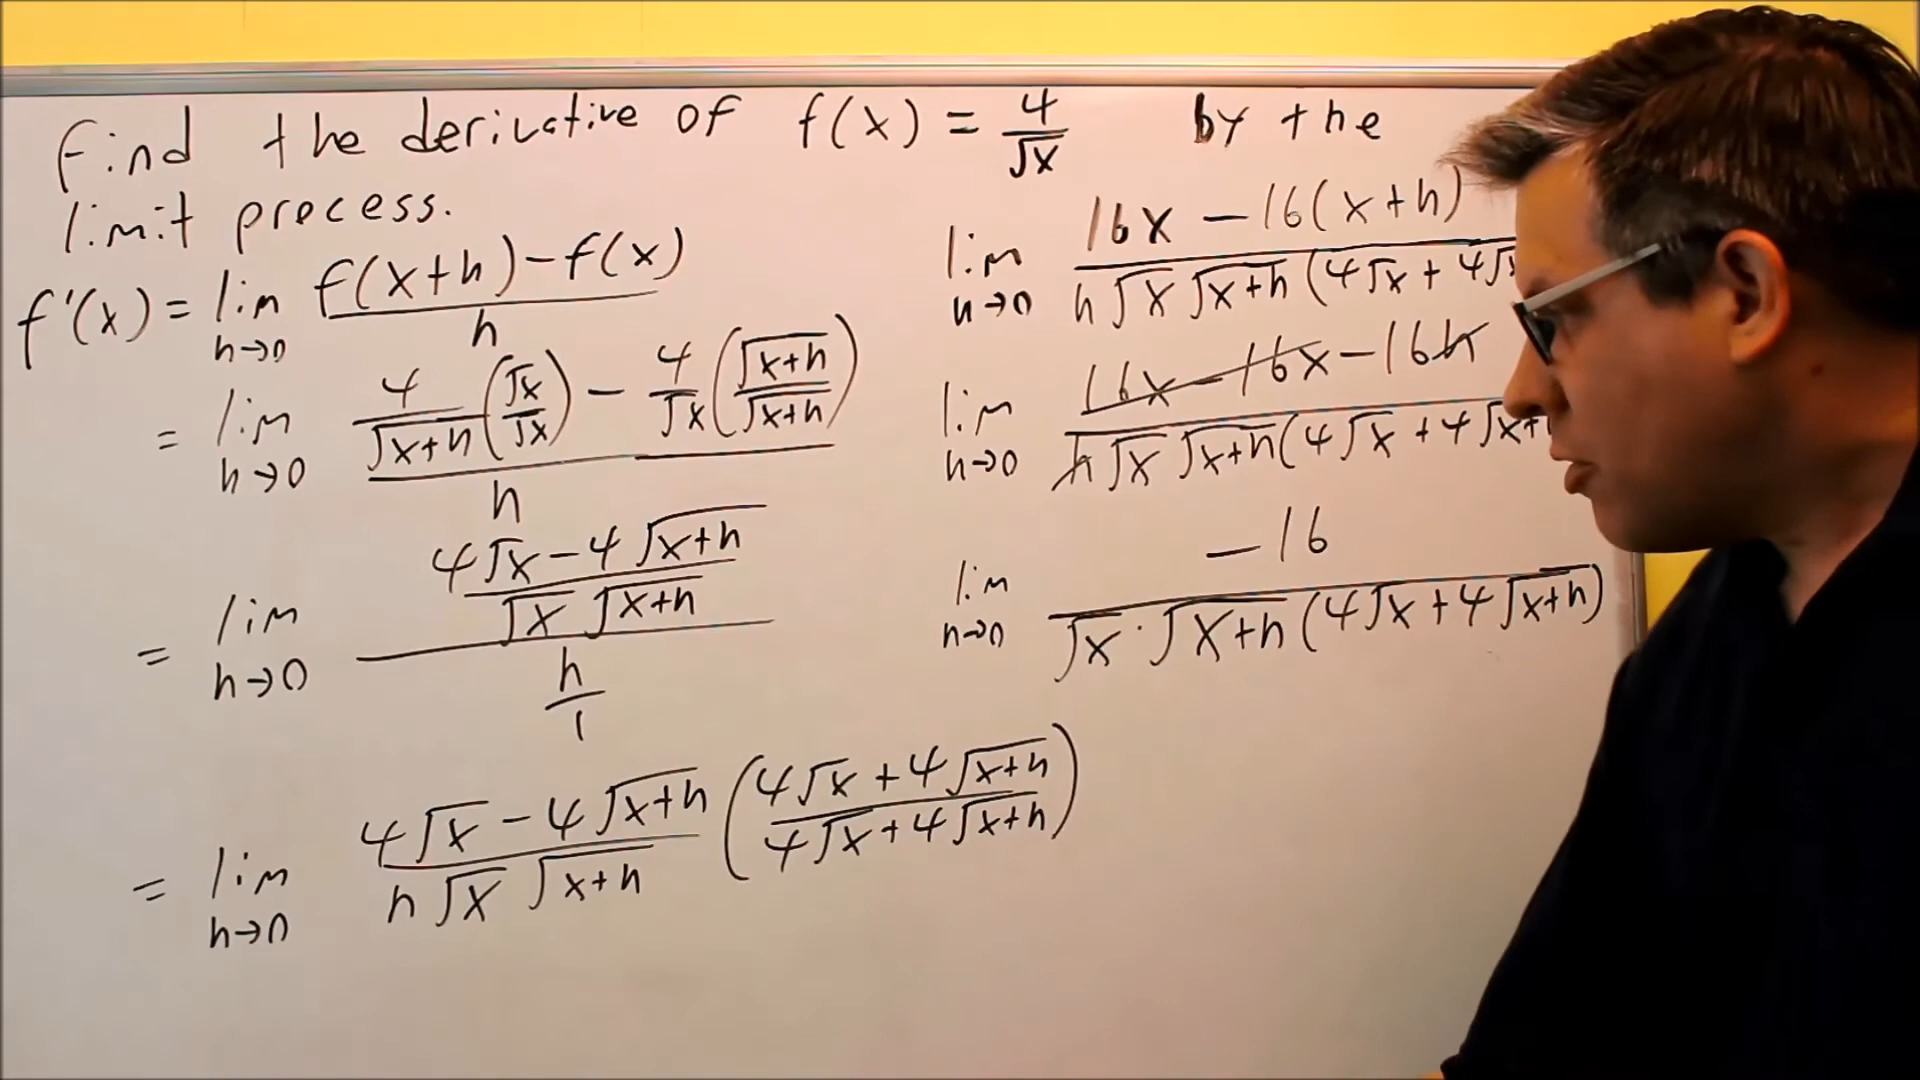 Find the derivative of f(x) = 4/√x by the
limit process.
f'(x) = lim h→0 (f(x+h) - f(x))/h
= lim h→0 (4/√(x+h) (√x/√x) - 4/√x (√(x+h)/√(x+h)))/h
= lim h→0 ((4√x - 4√(x+h))/(√x √(x+h)))/(h/1)
= lim h→0 (4√x - 4√(x+h))/(h√x √(x+h)) ((4√x + 4√(x+h))/(4√x + 4√(x+h)))
lim h→0 (16x - 16(x+h))/(h√x √(x+h) (4√x + 4√
lim h→0 (16x - 16x - 16h)/(h√x √(x+h) (4√x + 4√(x+
lim h→0 -16/(√x · √(x+h) (4√x + 4√(x+h)))